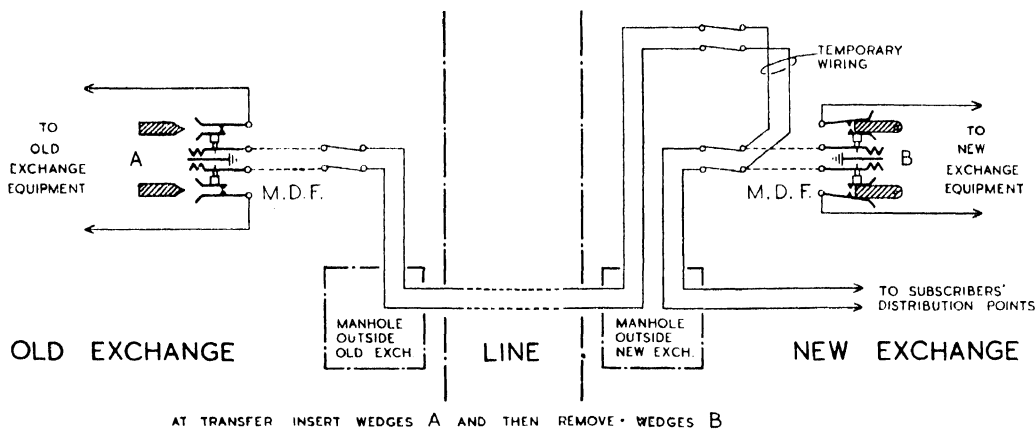 TEMPORARY
WIRING
TO
OLD
EXCHANGE
EQUIPMENT
A
M.D.F.
TO
NEW
EXCHANGE
EQUIPMENT
B
M.D.F.
TO SUBSCRIBERS'
DISTRIBUTION POINTS
MANHOLE
OUTSIDE
OLD EXCH.
MANHOLE
OUTSIDE
NEW EXCH.
OLD EXCHANGE
LINE
NEW EXCHANGE
AT TRANSFER INSERT WEDGES A AND THEN REMOVE · WEDGES B